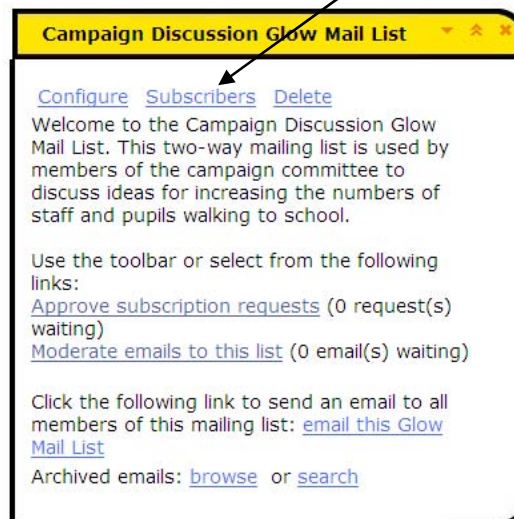 Campaign Discussion Glow Mail List
Configure Subscribers Delete
Welcome to the Campaign Discussion Glow
Mail List. This two-way mailing list is used by
members of the campaign committee to
discuss ideas for increasing the numbers of
staff and pupils walking to school.
Use the toolbar or select from the following
links:
Approve subscription requests (0 request(s)
waiting)
Moderate emails to this list (0 email(s) waiting)
Click the following link to send an email to all
members of this mailing list: email this Glow
Mail List
Archived emails: browse or search